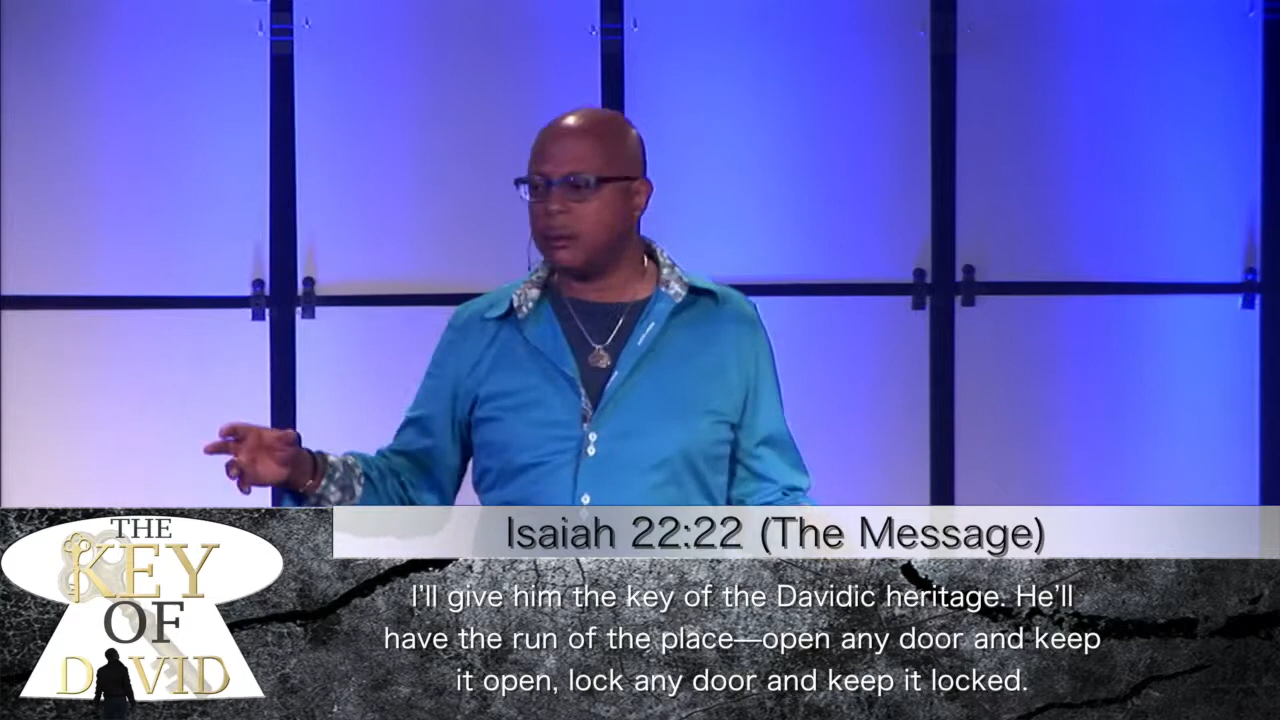 THE
KEY
OF
DAVID
Isaiah 22:22 (The Message)
I'll give him the key of the Davidic heritage. He'll
have the run of the place—open any door and keep
it open, lock any door and keep it locked.